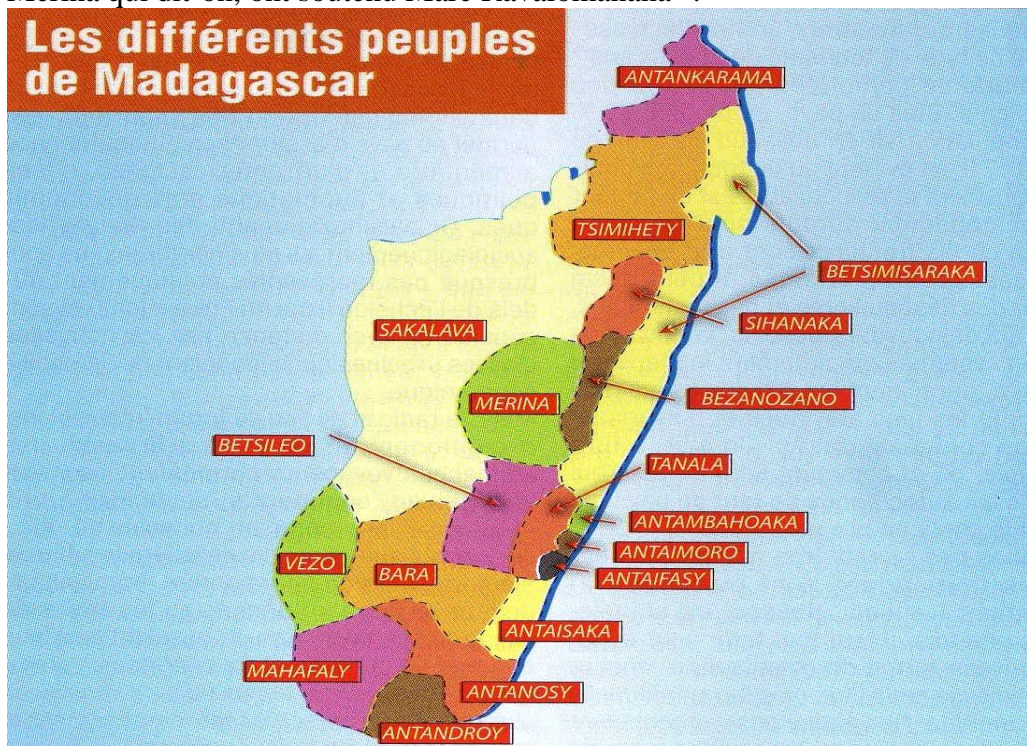 Merina qui dit-on, ont soutenu Marc Ravalomanana
Les différents peuples
de Madagascar
ANTANKARAMA
TSIMIHETY
BETSIMISARAKA
SIHANAKA
SAKALAVA
BEZANOZANO
MERINA
BETSILEO
TANALA
ANTAMBAHOAKA
ANTAIMORO
VEZO
BARA
ANTAIFASY
ANTAISAKA
MAHAFALY
ANTANOSY
ANTANDROY